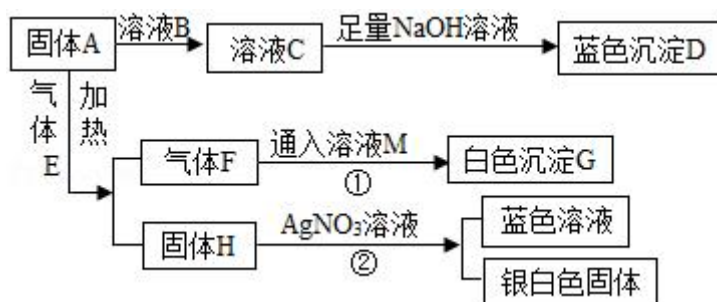 固体A 溶液B 溶液C 足量NaOH溶液 蓝色沉淀D
气体E 加热
气体F 通入溶液M ① 白色沉淀G
固体H AgNO₃溶液 ② 蓝色溶液
银白色固体